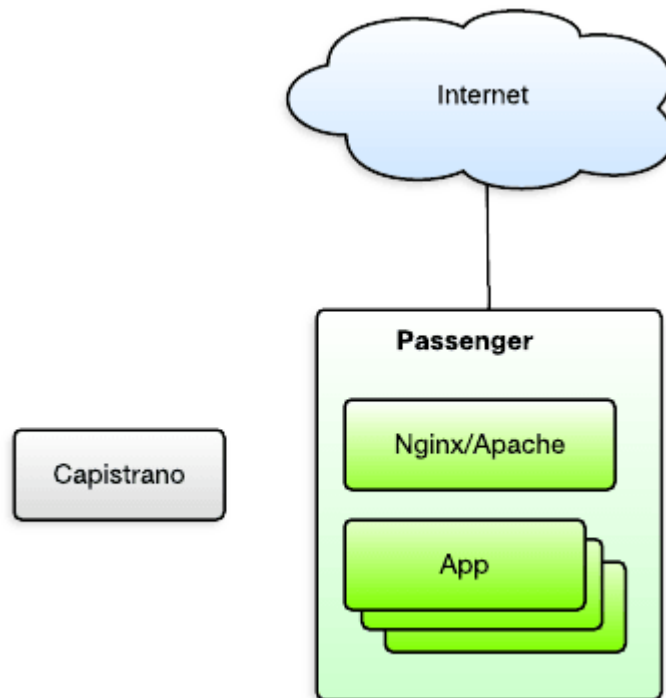 Internet
Passenger
Nginx/Apache
Capistrano
App